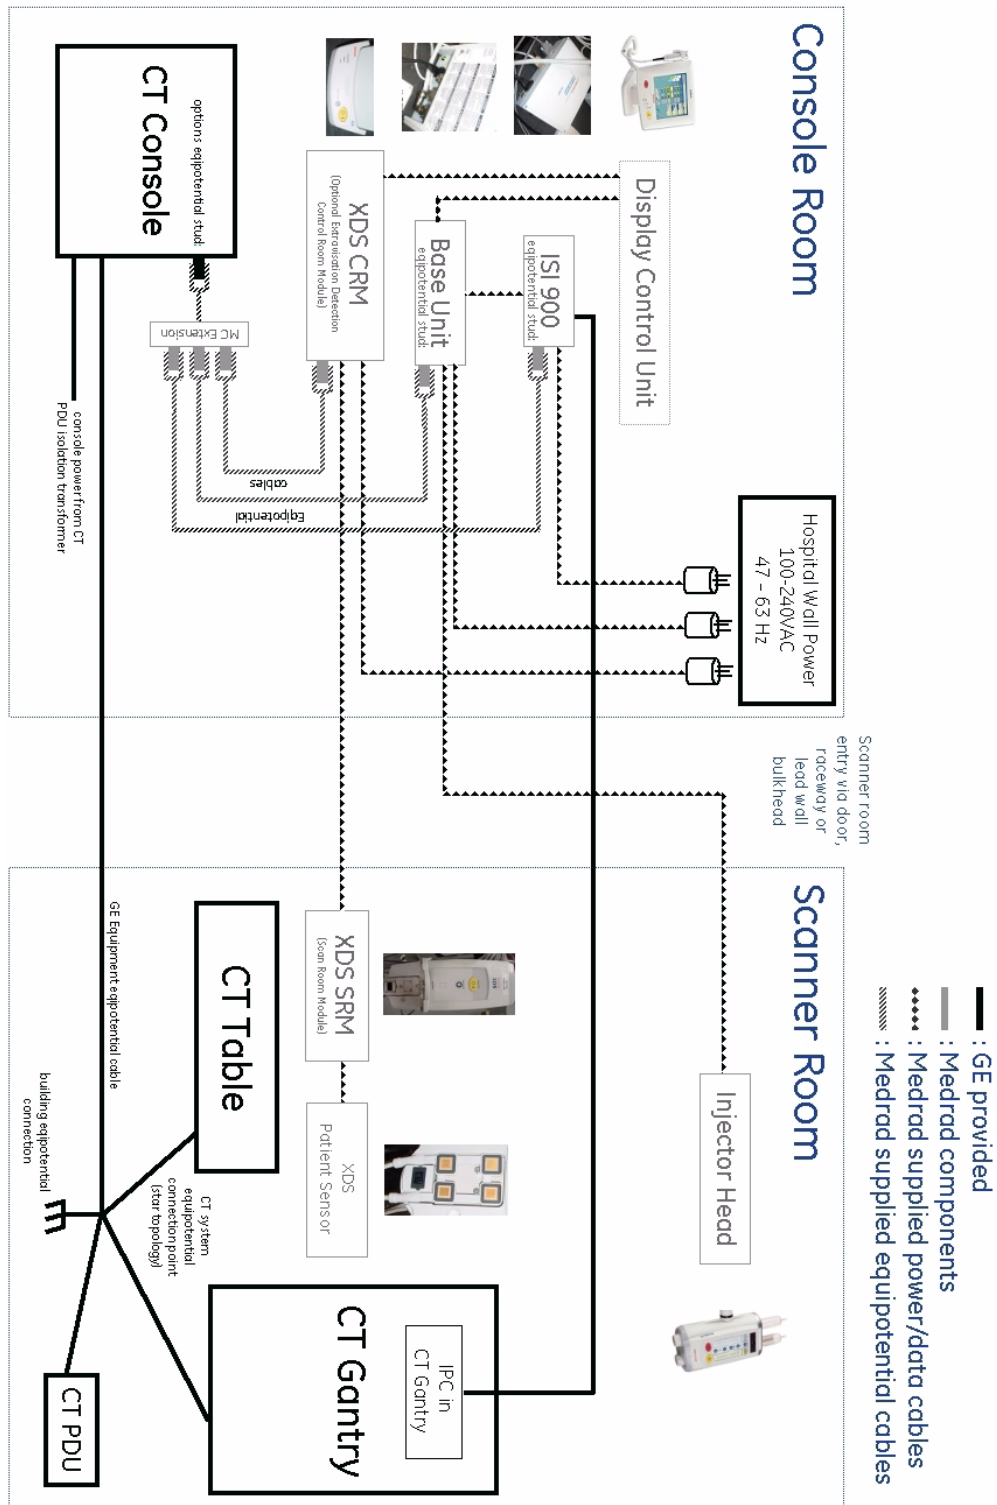 Console Room
CT Console
options eqipotential stud:
XDS CRM
(Optional Extravisation Detection
Control Room Module)
Base Unit
eqipotential stud:
ISI 900
eqipotential stud:
Display Control Unit
MC Extension
cables
Eqipotential
console power from CT
PDU isolation transformer
Hospital Wall Power
100-240VAC
47 – 63 Hz
Scanner room
entry via door,
raceway or
lead wall
bulkhead
Scanner Room
GE Equipment eqipotential cable
CT Table
XDS SRM
(Scan Room Module)
XDS
Patient Sensor
Injector Head
building eqipotential
connection
CT system
equipotential
connection point
(star topology)
CT Gantry
IPC in
CT Gantry
CT PDU
: GE provided
: Medrad components
: Medrad supplied power/data cables
: Medrad supplied equipotential cables